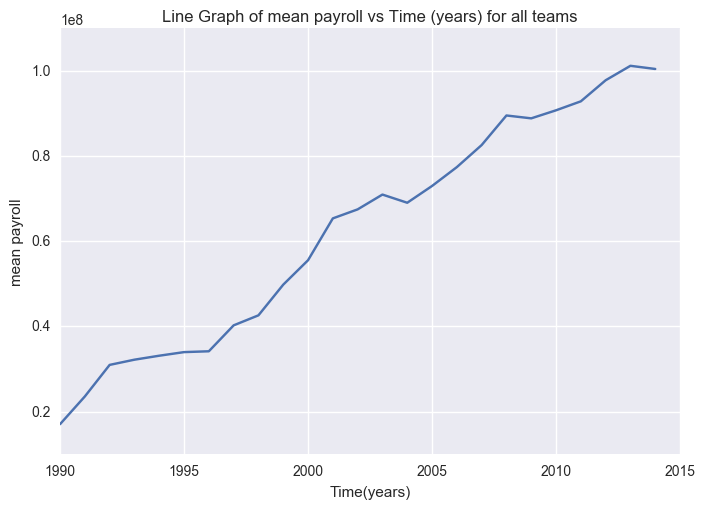 Line Graph of mean payroll vs Time (years) for all teams
1e8
1.0
0.8
0.6
0.4
0.2
mean payroll
1990 1995 2000 2005 2010 2015
Time(years)